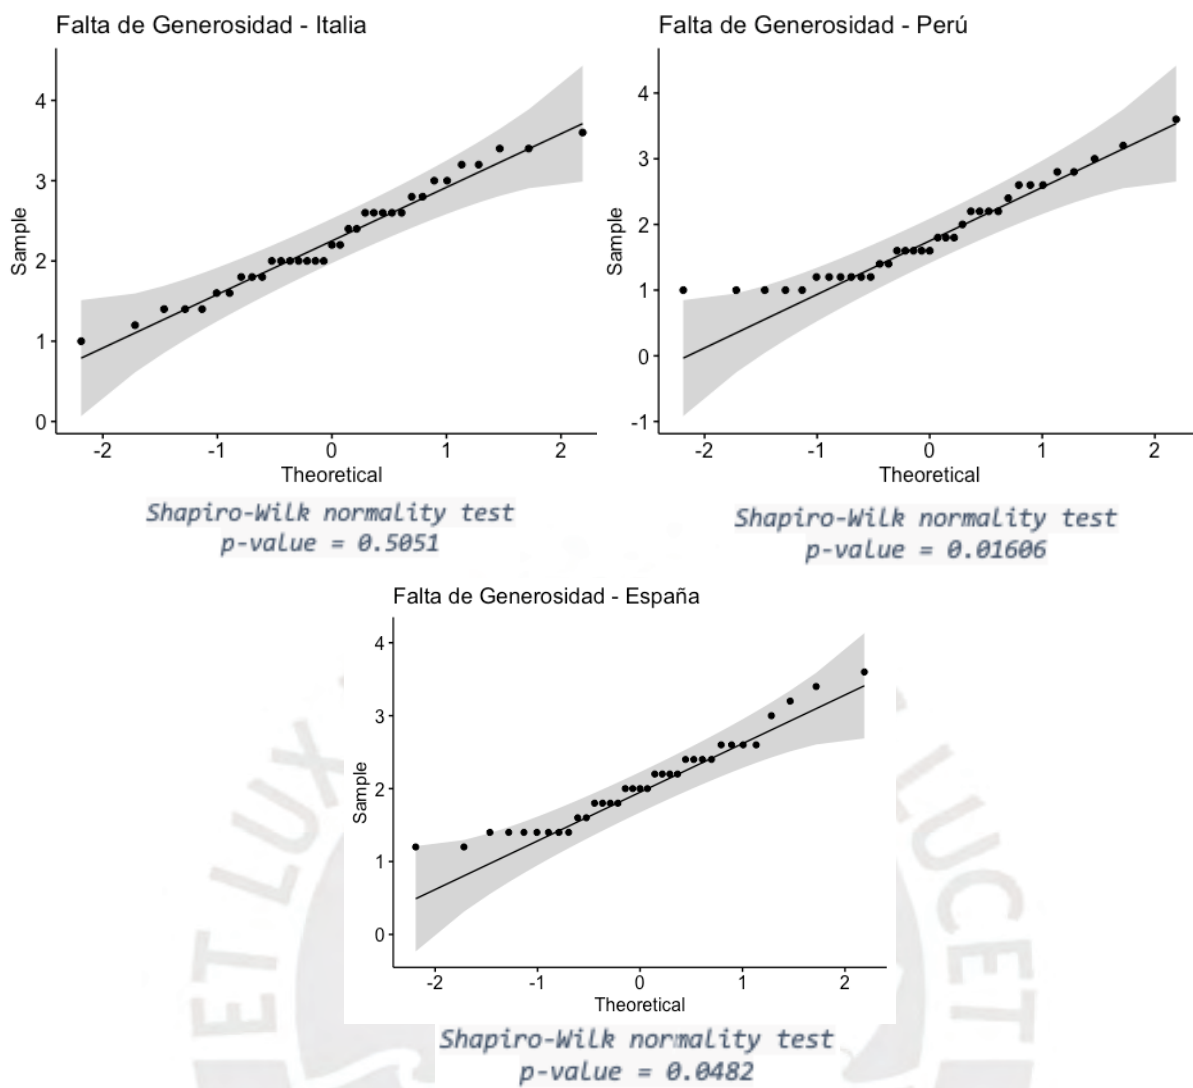 Falta de Generosidad - Italia
4
3
2
1
0
Sample
-2 -1 0 1 2
Theoretical
Shapiro-Wilk normality test
p-value = 0.5051
Falta de Generosidad - Perú
4
3
2
1
0
-1
Sample
-2 -1 0 1 2
Theoretical
Shapiro-Wilk normality test
p-value = 0.01606
Falta de Generosidad - España
4
3
2
1
0
Sample
-2 -1 0 1 2
Theoretical
Shapiro-Wilk normality test
p-value = 0.0482
ET LUX
LUCET